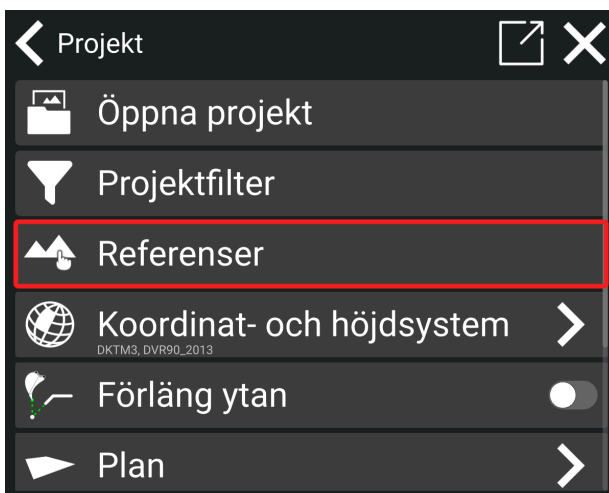 Projekt
Öppna projekt
Projektfilter
Referenser
Koordinat- och höjdsystem
DKTM3, DVR90_2013
Förläng ytan
Plan